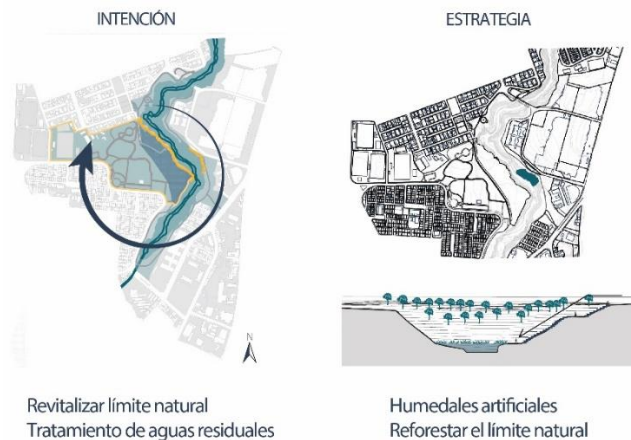 INTENCIÓN
ESTRATEGIA
N
Revitalizar límite natural
Tratamiento de aguas residuales
Humedales artificiales
Reforestar el límite natural